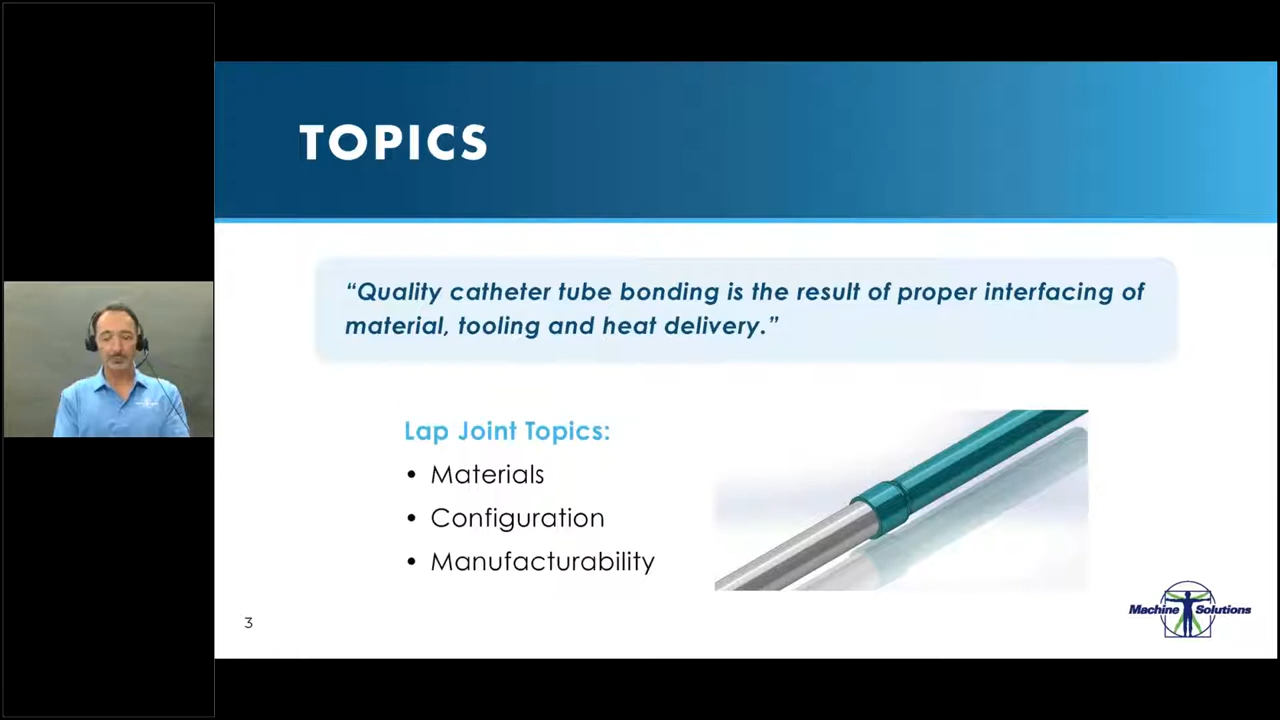 TOPICS
“Quality catheter tube bonding is the result of proper interfacing of
material, tooling and heat delivery.”
Lap Joint Topics:
• Materials
• Configuration
• Manufacturability
3
Machine Solutions